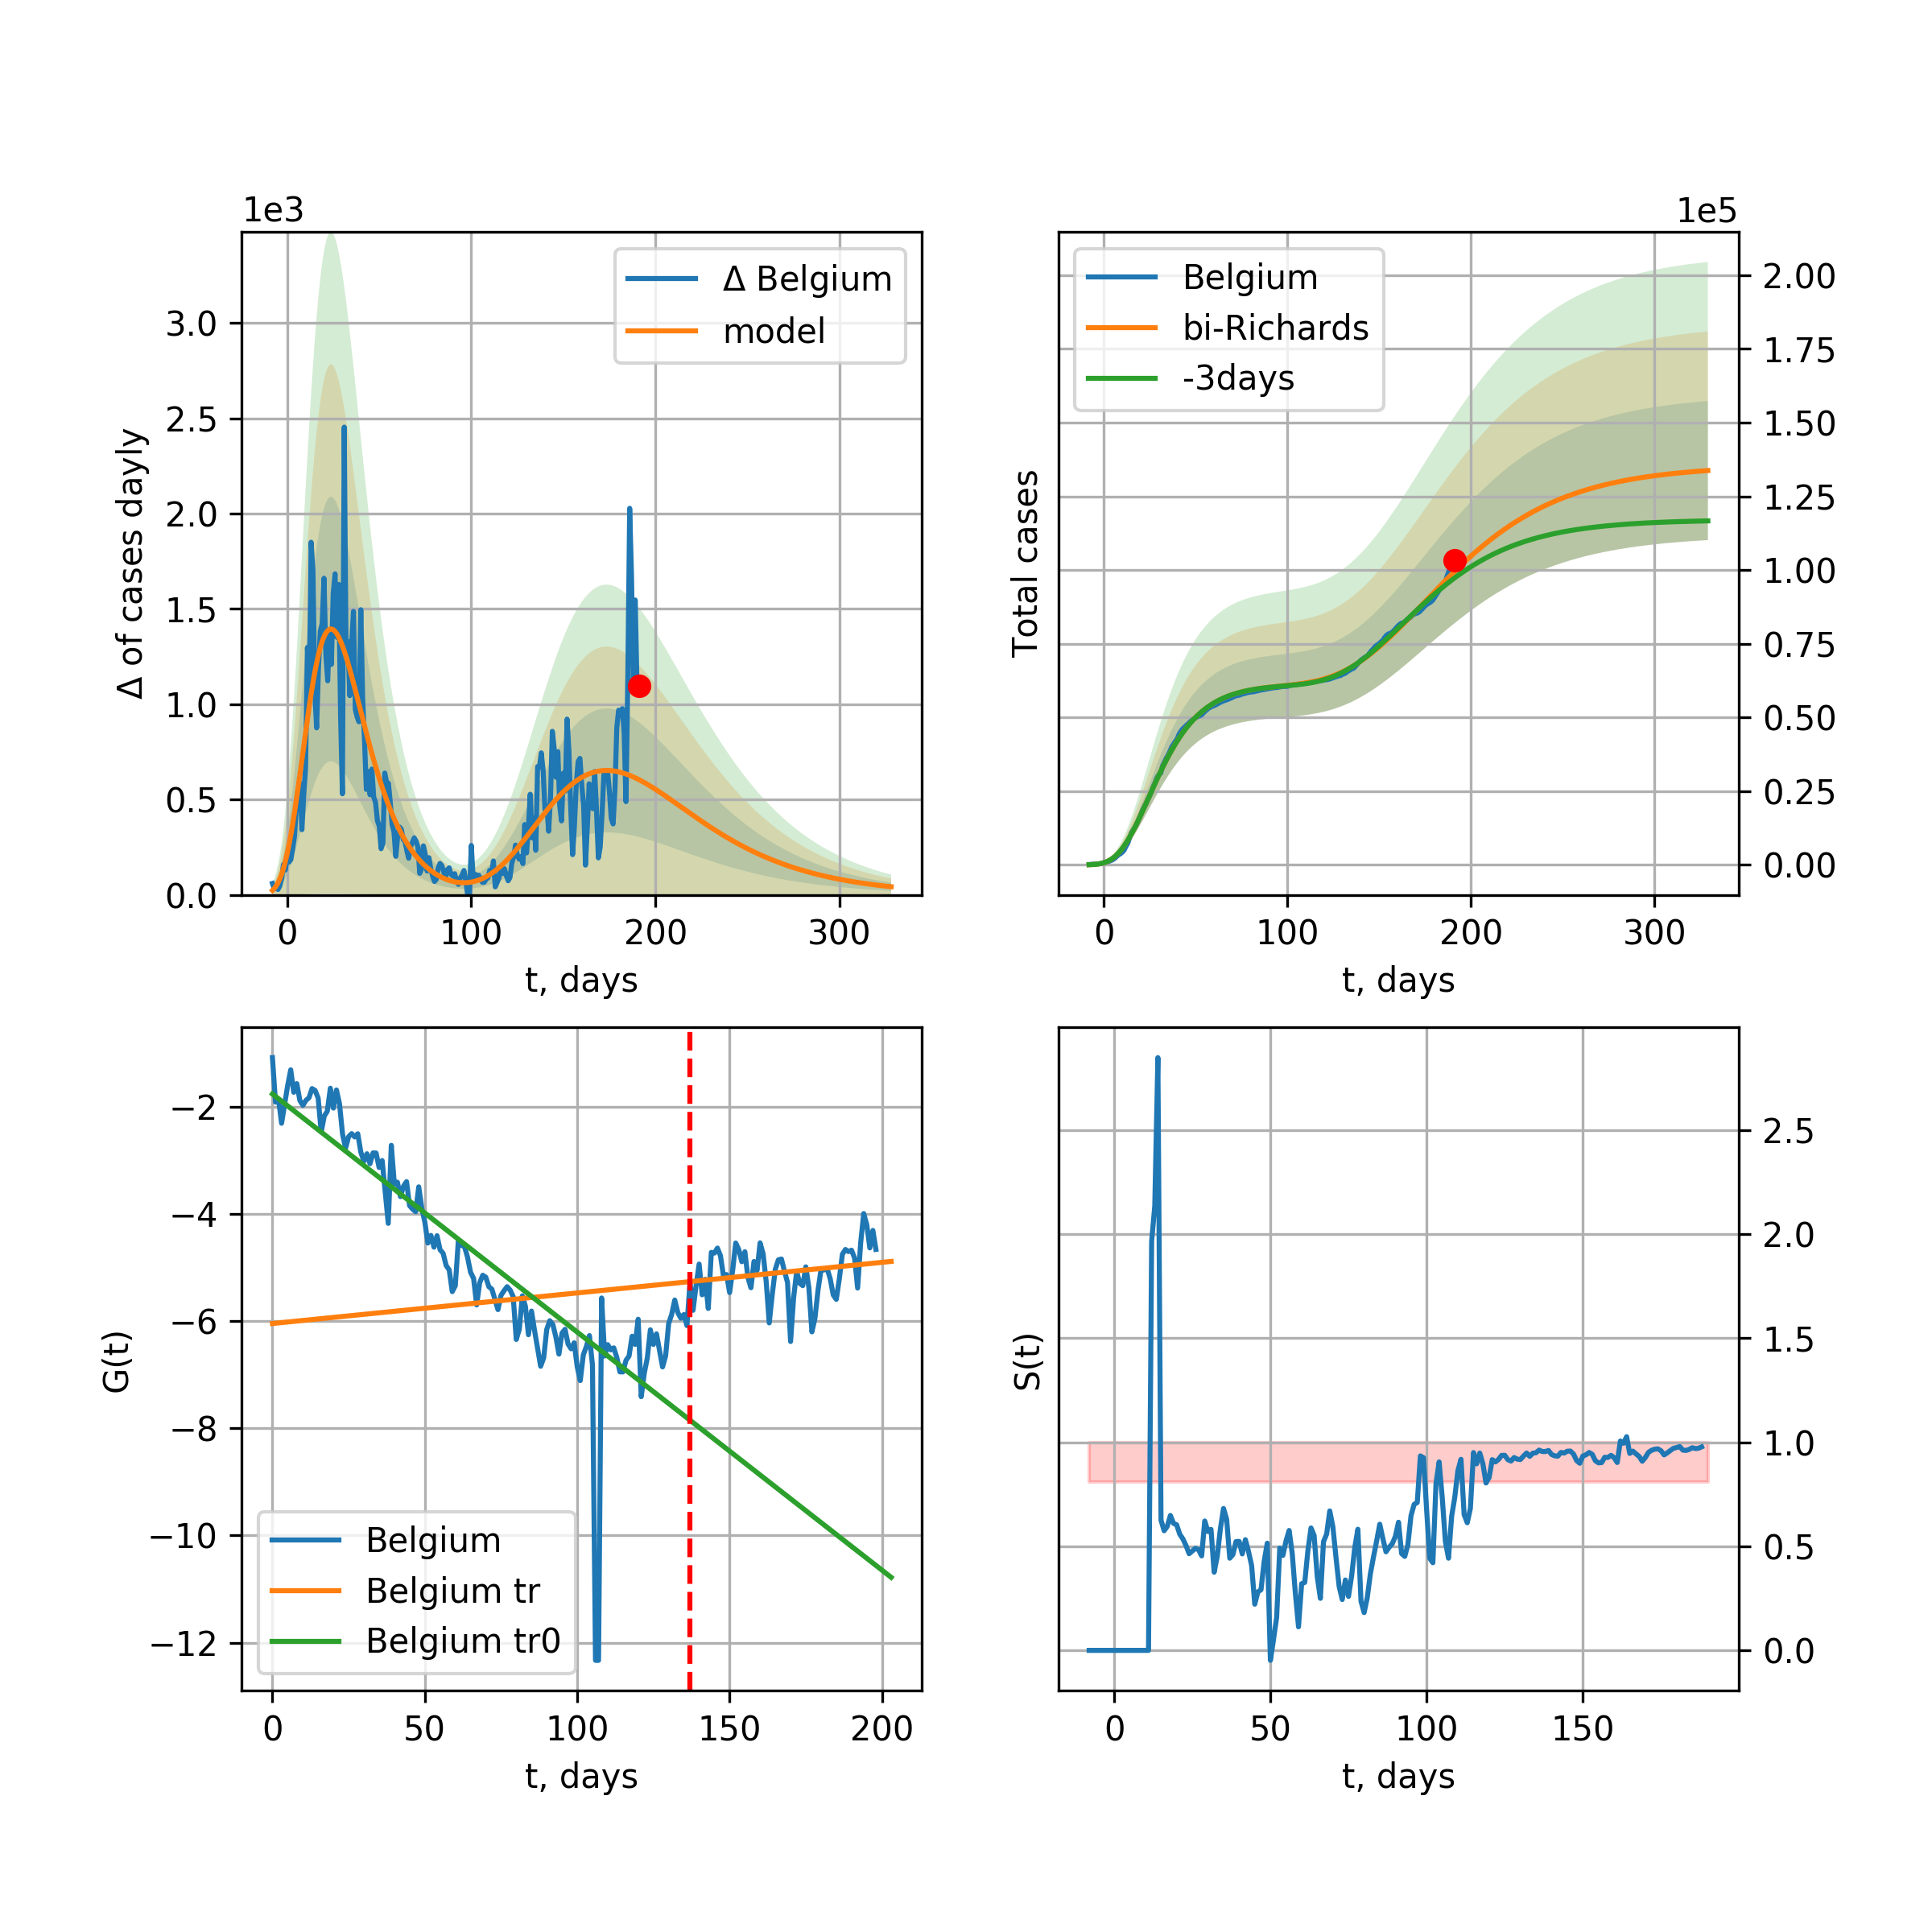 1e3
Δ Belgium
model
3.0
2.5
2.0
1.5
1.0
0.5
0.0
Δ of cases dayly
0 100 200 300
t, days
1e5
Belgium
bi-Richards
-3days
2.00
1.75
1.50
1.25
1.00
0.75
0.50
0.25
0.00
Total cases
0 100 200 300
t, days
−2
−4
−6
−8
−10
−12
G(t)
Belgium
Belgium tr
Belgium tr0
0 50 100 150 200
t, days
2.5
2.0
1.5
1.0
0.5
0.0
S(t)
0 50 100 150
t, days